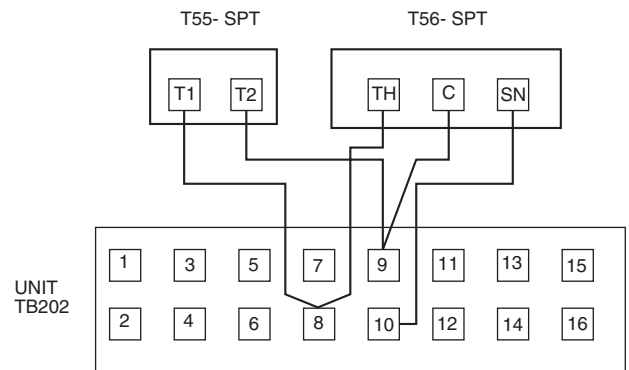 T55- SPT T56- SPT
T1 T2 TH C SN
1 3 5 7 9 11 13 15
UNIT
TB202
2 4 6 8 10 12 14 16